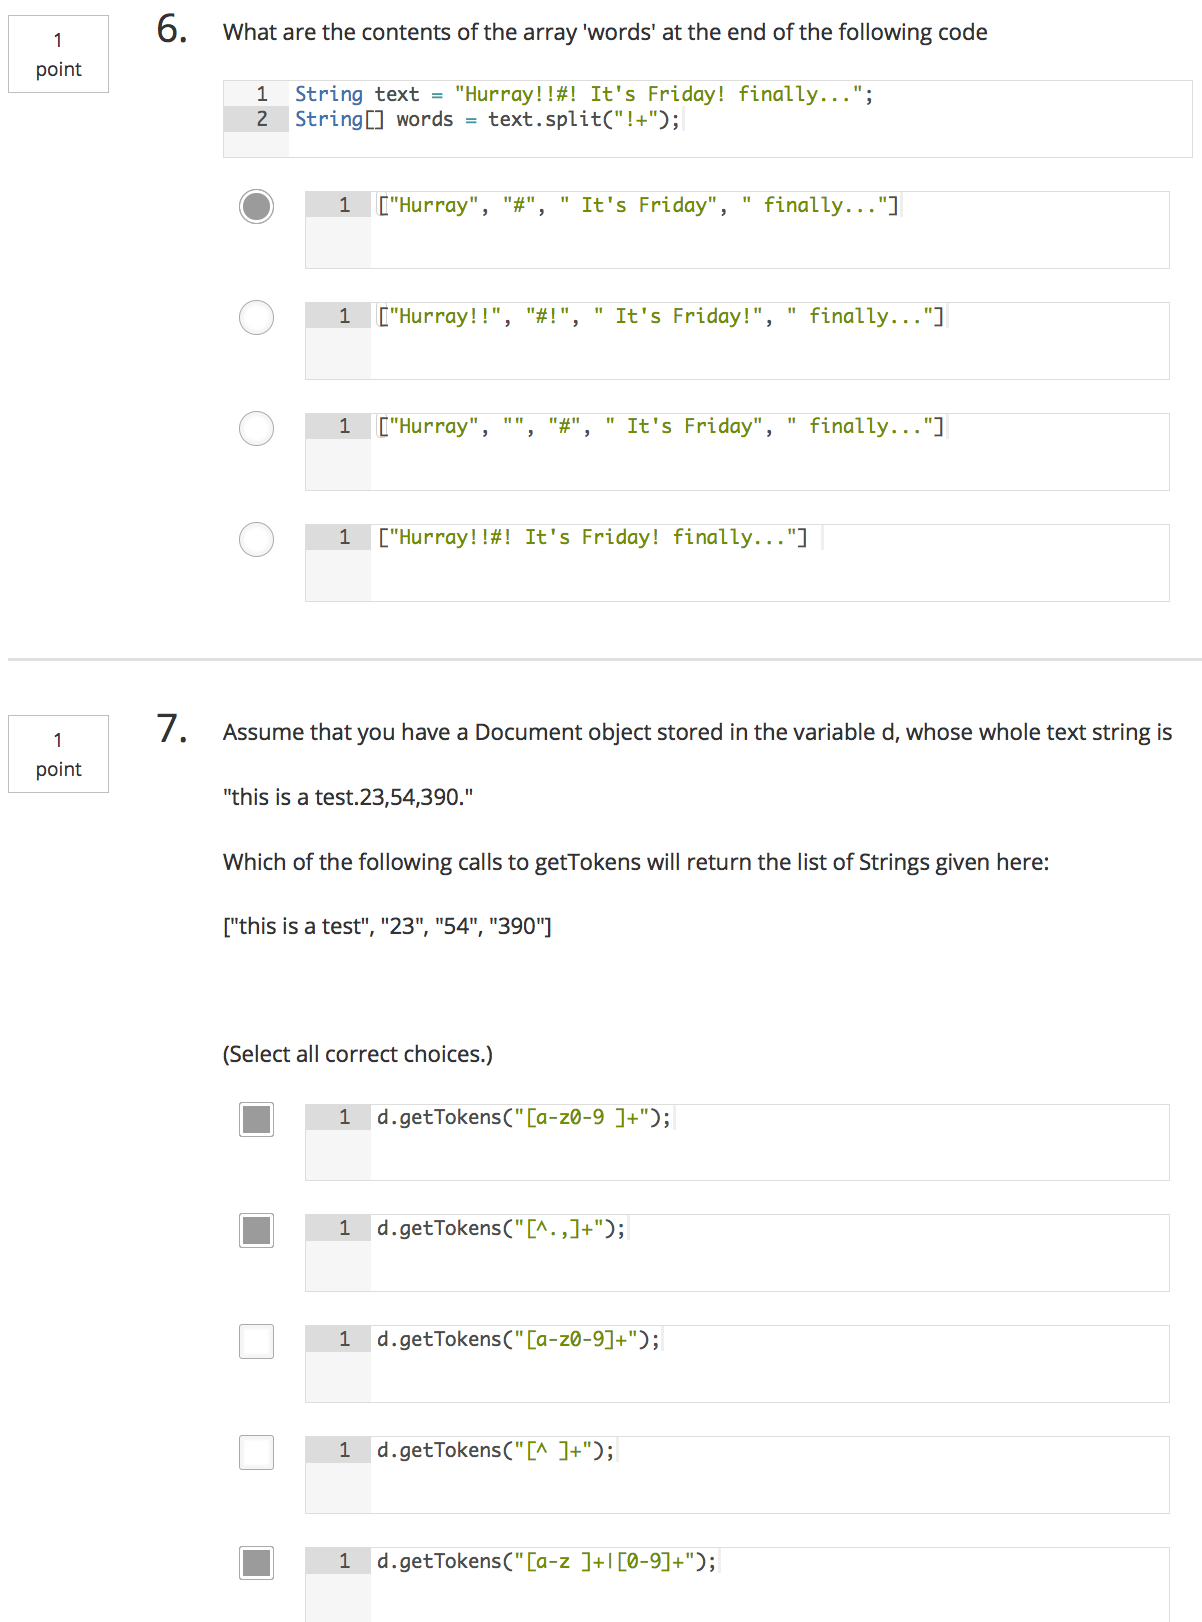 1
point
6. What are the contents of the array 'words' at the end of the following code
1 String text = "Hurray!!#! It's Friday! finally...";
2 String[] words = text.split("!+");
1 ["Hurray", "#", " It's Friday", " finally..."]
1 ["Hurray!!", "#!", " It's Friday!", " finally..."]
1 ["Hurray", "", "#", " It's Friday", " finally..."]
1 ["Hurray!!#! It's Friday! finally..."]
1
point
7. Assume that you have a Document object stored in the variable d, whose whole text string is
"this is a test.23,54,390."
Which of the following calls to getTokens will return the list of Strings given here:
["this is a test", "23", "54", "390"]
(Select all correct choices.)
1 d.getTokens("[a-z0-9 ]+");
1 d.getTokens("[^.,]+");
1 d.getTokens("[a-z0-9]+");
1 d.getTokens("[^ ]+");
1 d.getTokens("[a-z ]+|[0-9]+");